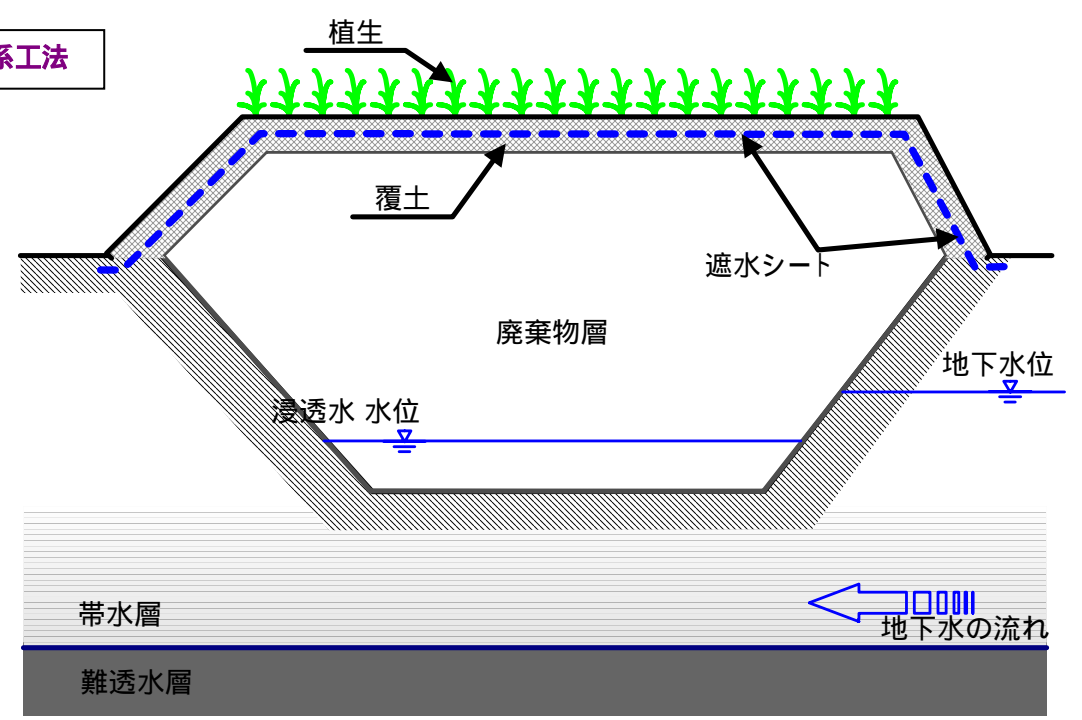 系工法
植生
覆土
遮水シート
廃棄物層
地下水位
浸透水 水位
帯水層
地下水の流れ
難透水層